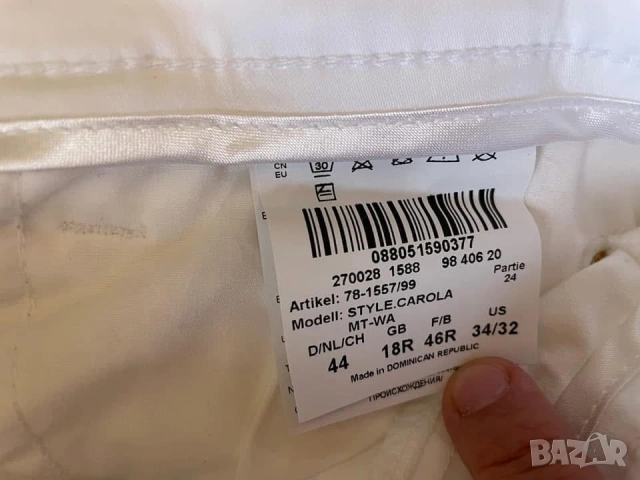 CN
EU
30
088051590377
270028 1588 98 406 20
Artikel: 78-1557/99 Partie
Modell: STYLE.CAROLA 24
MT-WA
D/NL/CH GB F/B US
44 18R 46R 34/32
Made in DOMINICAN REPUBLIC
ПРОИСХОЖДЕНИЯ
BAZAR